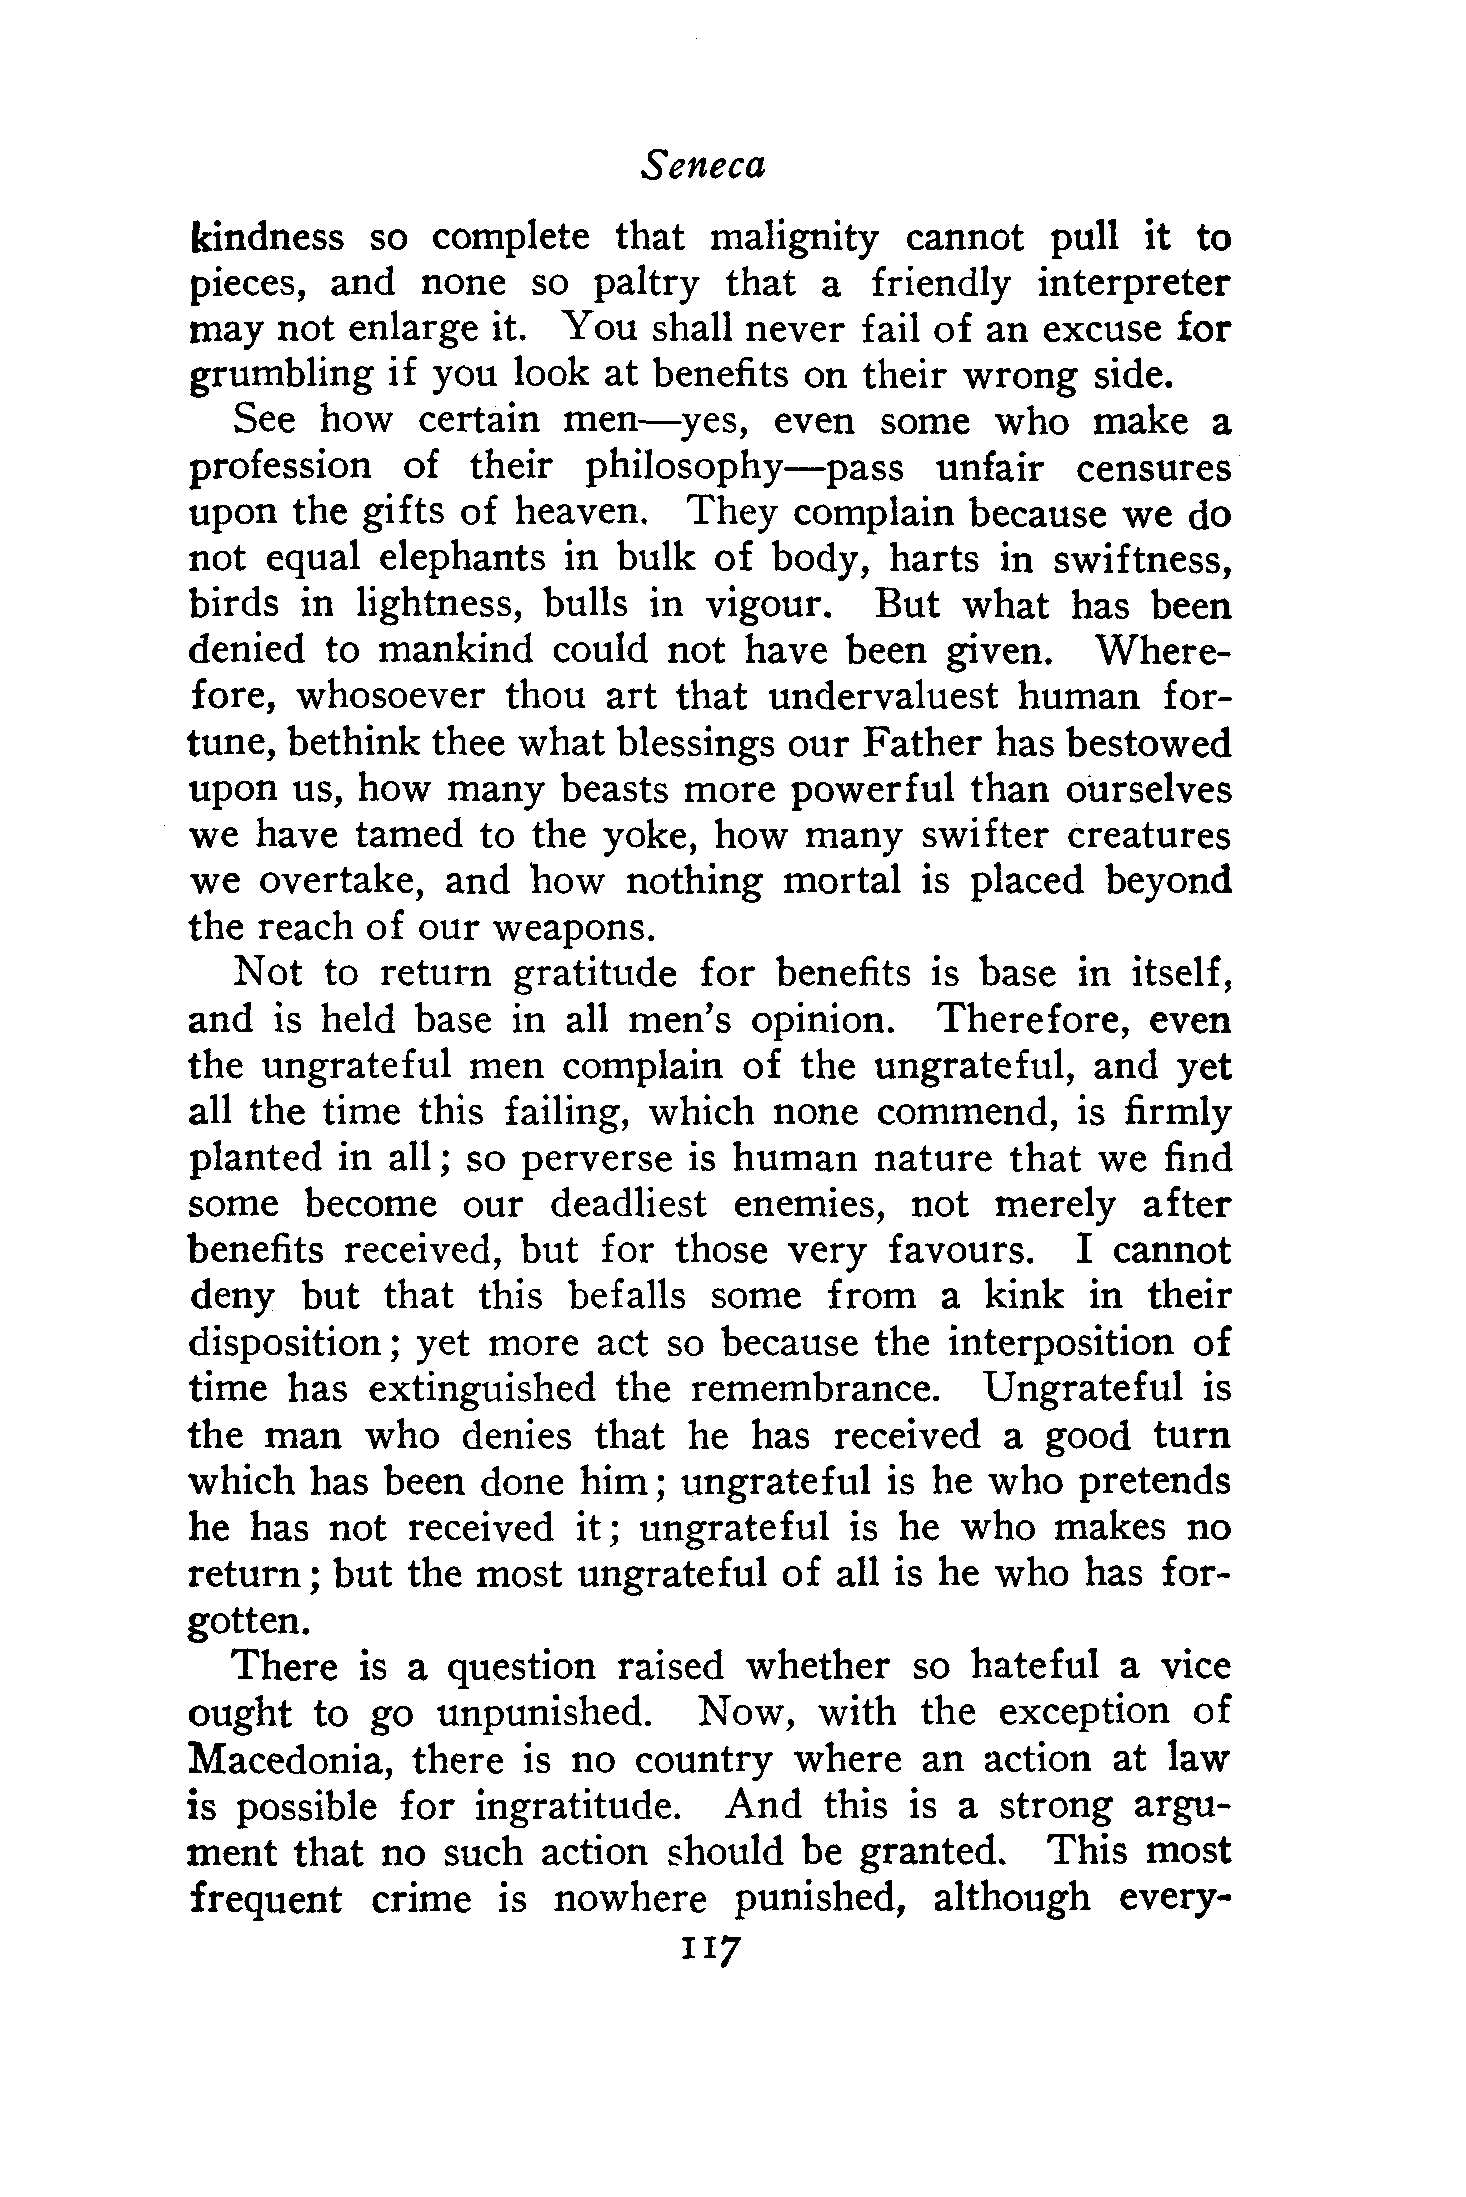 Seneca
kindness so complete that malignity cannot pull it to
pieces, and none so paltry that a friendly interpreter
may not enlarge it. You shall never fail of an excuse for
grumbling if you look at benefits on their wrong side.
See how certain men—yes, even some who make a
profession of their philosophy—pass unfair censures
upon the gifts of heaven. They complain because we do
not equal elephants in bulk of body, harts in swiftness,
birds in lightness, bulls in vigour. But what has been
denied to mankind could not have been given. Where-
fore, whosoever thou art that undervaluest human for-
tune, bethink thee what blessings our Father has bestowed
upon us, how many beasts more powerful than ourselves
we have tamed to the yoke, how many swifter creatures
we overtake, and how nothing mortal is placed beyond
the reach of our weapons.
Not to return gratitude for benefits is base in itself,
and is held base in all men's opinion. Therefore, even
the ungrateful men complain of the ungrateful, and yet
all the time this failing, which none commend, is firmly
planted in all; so perverse is human nature that we find
some become our deadliest enemies, not merely after
benefits received, but for those very favours. I cannot
deny but that this befalls some from a kink in their
disposition; yet more act so because the interposition of
time has extinguished the remembrance. Ungrateful is
the man who denies that he has received a good turn
which has been done him; ungrateful is he who pretends
he has not received it; ungrateful is he who makes no
return; but the most ungrateful of all is he who has for-
gotten.
There is a question raised whether so hateful a vice
ought to go unpunished. Now, with the exception of
Macedonia, there is no country where an action at law
is possible for ingratitude. And this is a strong argu-
ment that no such action should be granted. This most
frequent crime is nowhere punished, although every-
117